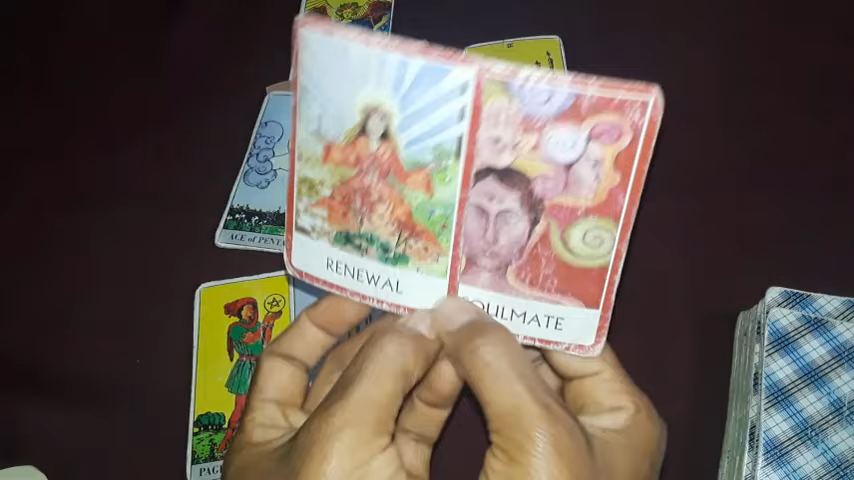 RENEWAL
OULMATE
ACE of PENTA
PAG